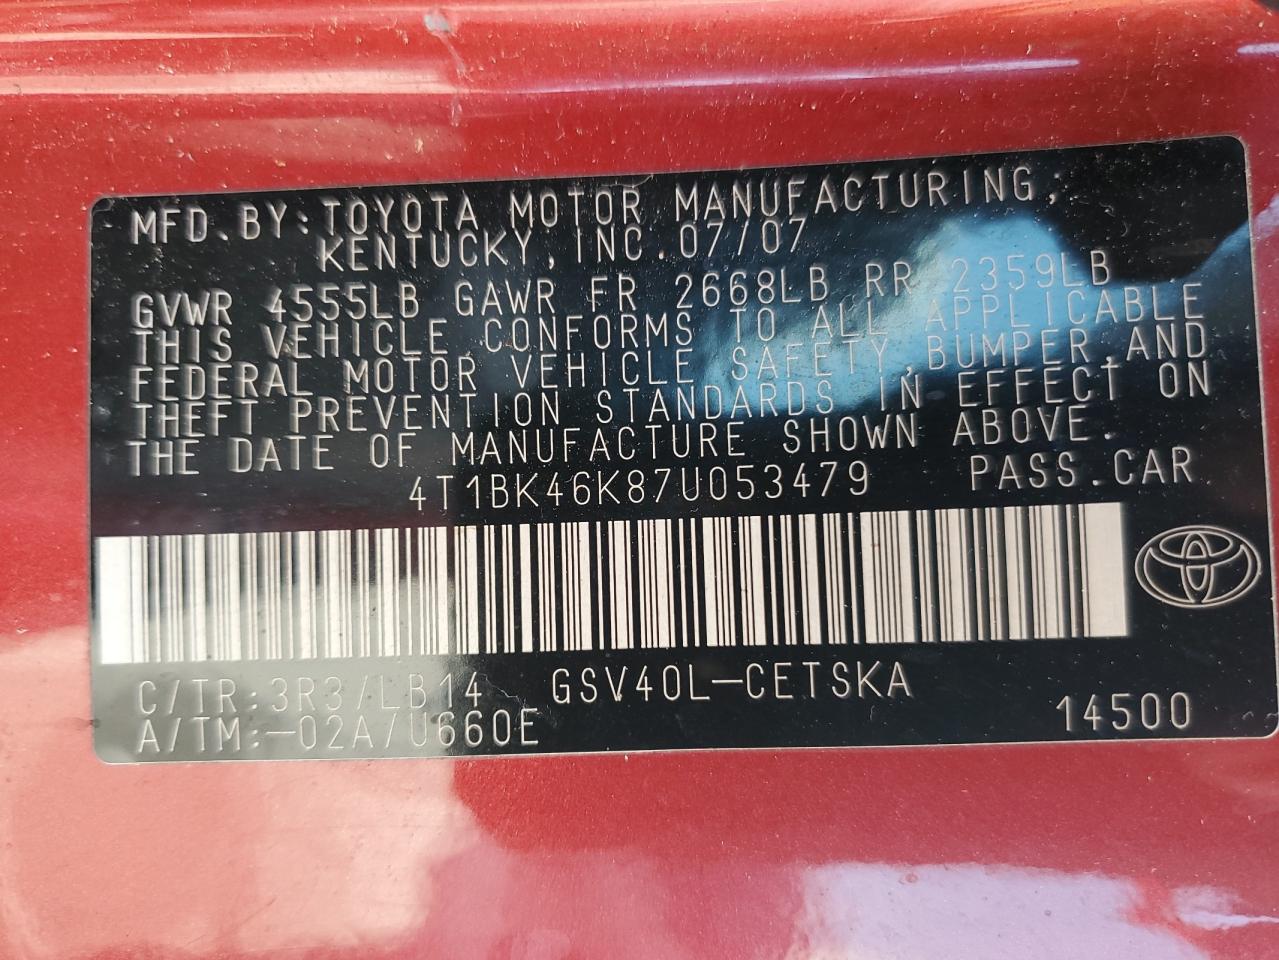 MFD.BY:TOYOTA MOTOR MANUFACTURING,
KENTUCKY,INC.07/07
GVWR 4555LB GAWR FR 2668LB RR 2359LB
THIS VEHICLE CONFORMS TO ALL APPLICABLE
FEDERAL MOTOR VEHICLE SAFETY,BUMPER,AND
THEFT PREVENTION STANDARDS IN EFFECT ON
THE DATE OF MANUFACTURE SHOWN ABOVE.
4T1BK46K87U053479 PASS.CAR
C/TR:3R3/LB14 GSV40L-CETSKA
A/TM:-02A/U660E 14500